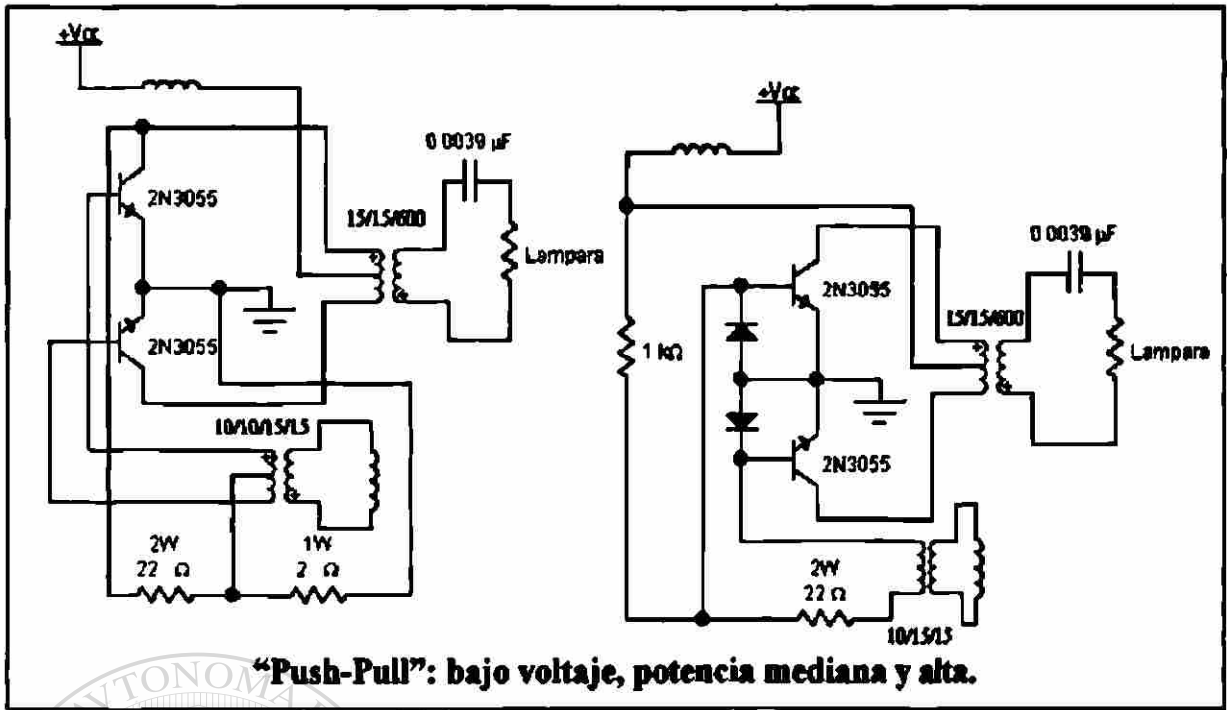 +Vcc
0.0039 µF
2N3055
15/15/600
Lampara
2N3055
10/10/15/15
2W
22 Ω
1W
2 Ω
+Vcc
0.0039 µF
2N3055
15/15/600
1 kΩ
Lampara
2N3055
2W
22 Ω
10/15/15
“Push-Pull”: bajo voltaje, potencia mediana y alta.
AVTONOMA